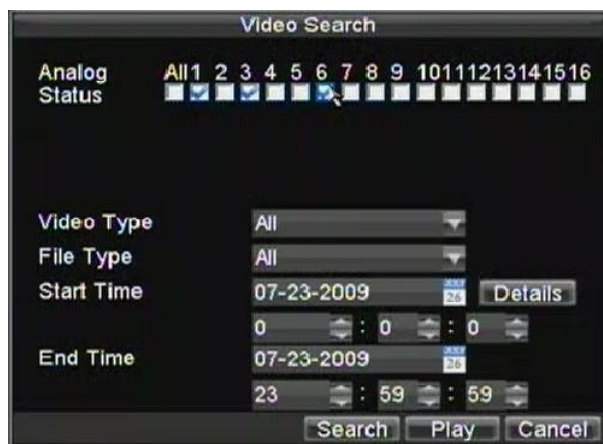 Video Search
Analog All 1 2 3 4 5 6 7 8 9 10 11 12 13 14 15 16
Status
Video Type All
File Type All
Start Time 07-23-2009 26 Details
0 : 0 : 0
End Time 07-23-2009 26
23 : 59 : 59
Search Play Cancel